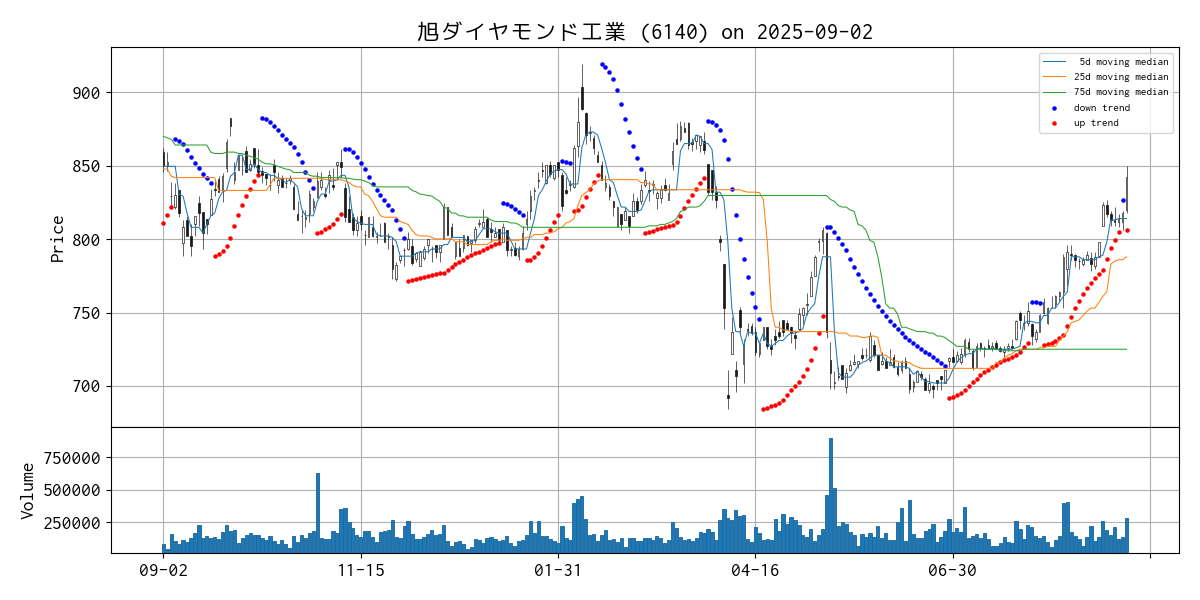 旭ダイヤモンド工業 (6140) on 2025-09-02
5d moving median
25d moving median
75d moving median
down trend
up trend
Price
900
850
800
750
700
Volume
750000
500000
250000
09-02
11-15
01-31
04-16
06-30